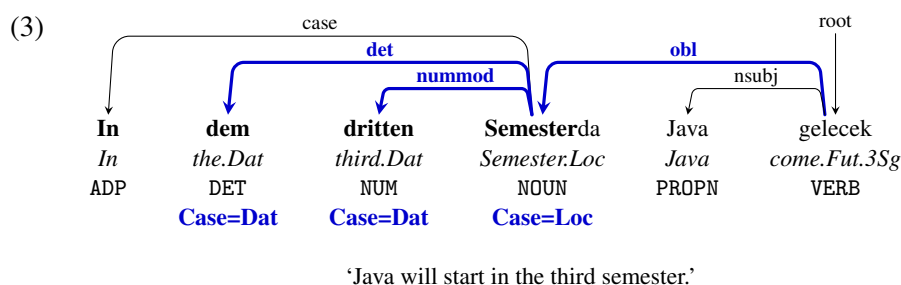 (3)
case
root
det
obl
nummod
nsubj
In dem dritten Semesterda Java gelecek
In the.Dat third.Dat Semester.Loc Java come.Fut.3Sg
ADP DET NUM NOUN PROPN VERB
Case=Dat Case=Dat Case=Loc
‘Java will start in the third semester.’